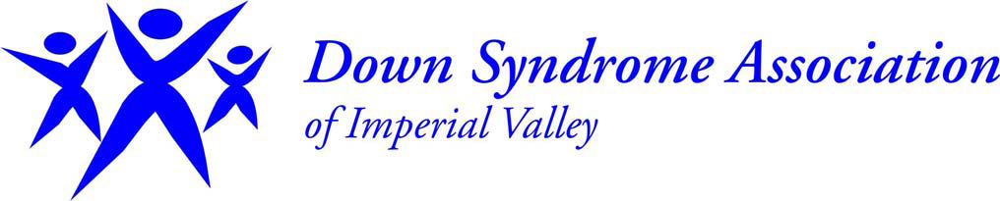 Down Syndrome Association
of Imperial Valley